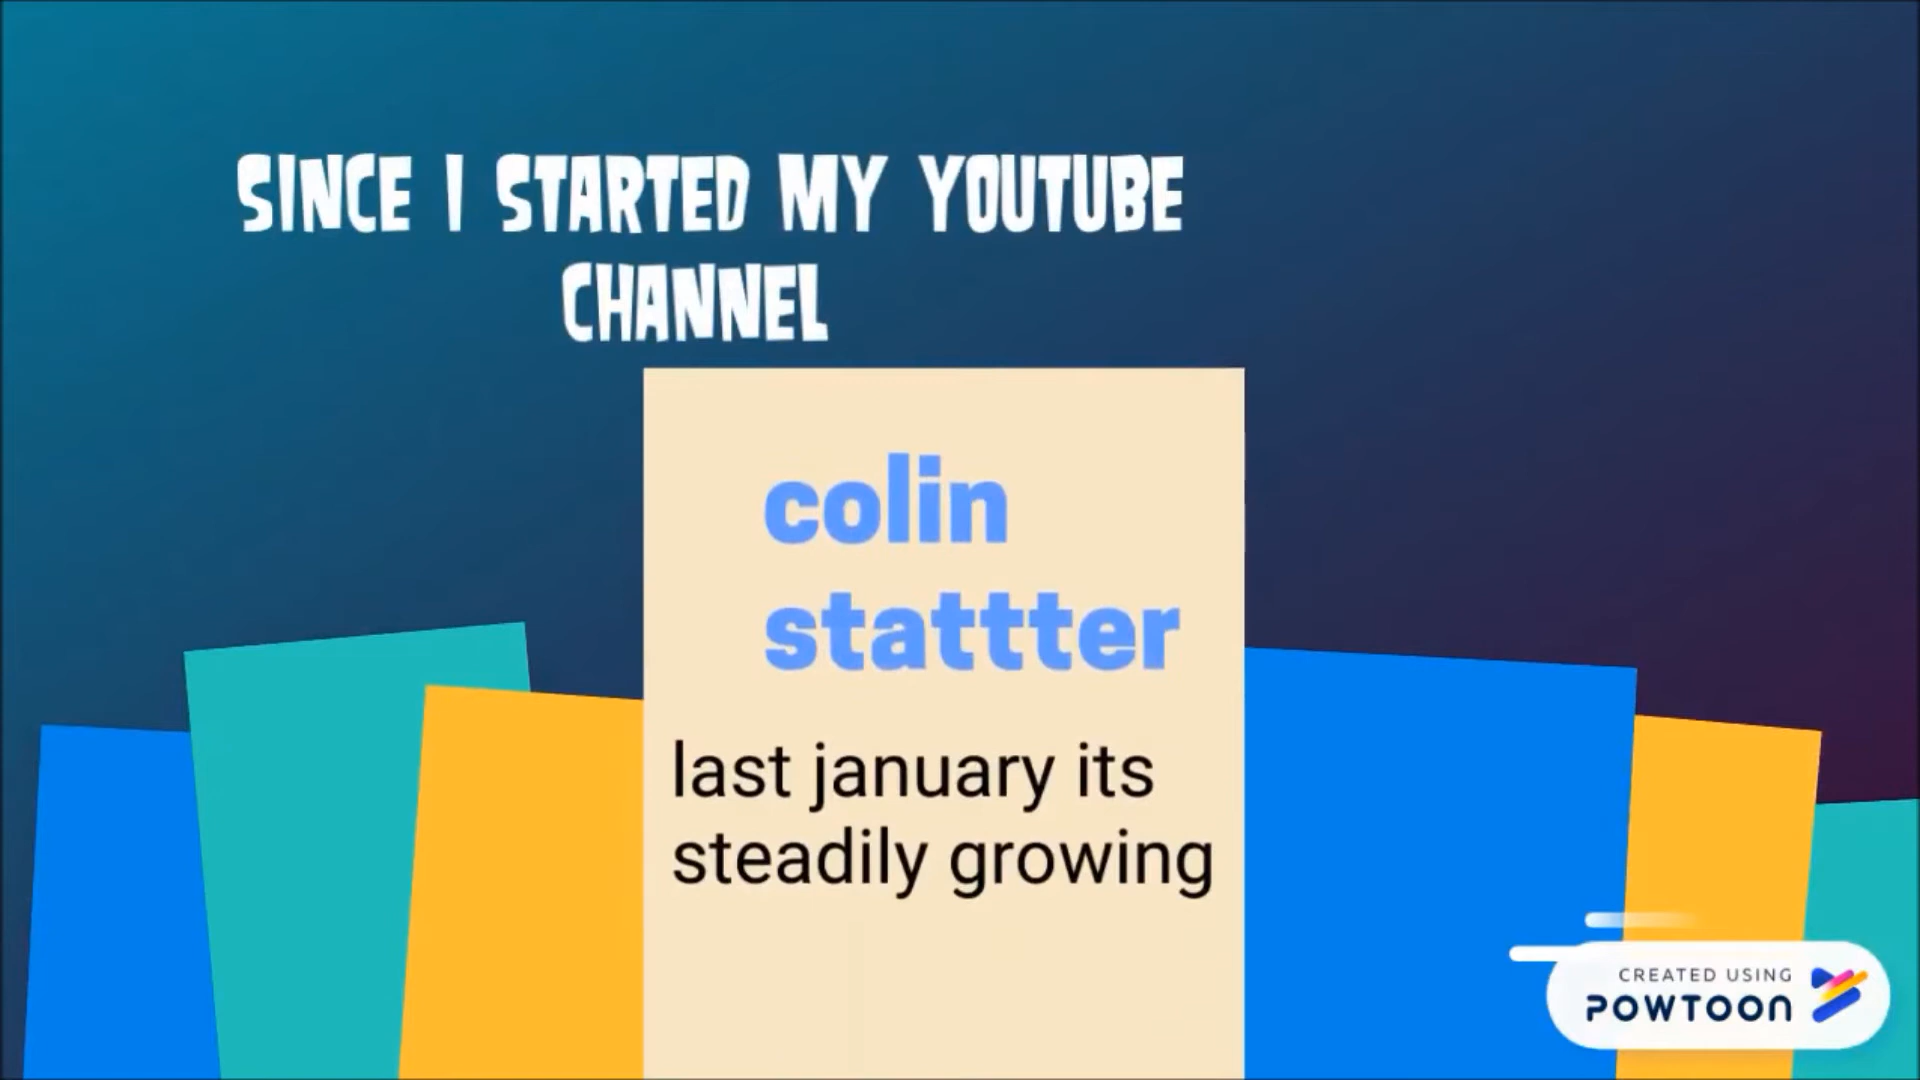 SINCE I STARTED MY YOUTUBE
CHANNEL
colin
stattter
last january its
steadily growing
CREATED USING
POWTOON